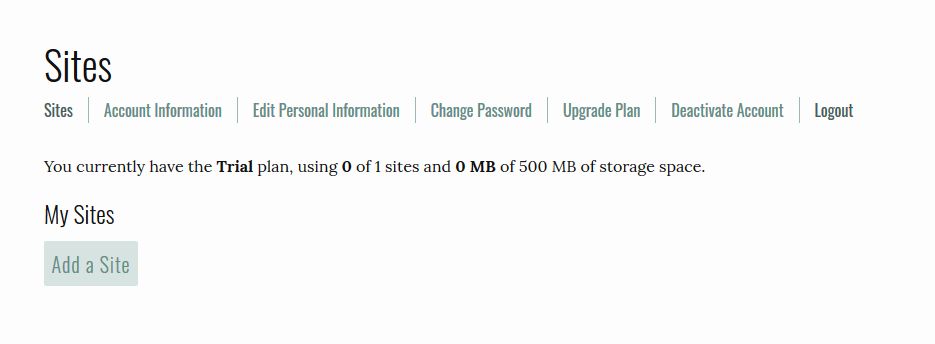 Sites
Sites Account Information Edit Personal Information Change Password Upgrade Plan Deactivate Account Logout
You currently have the Trial plan, using 0 of 1 sites and 0 MB of 500 MB of storage space.
My Sites
Add a Site